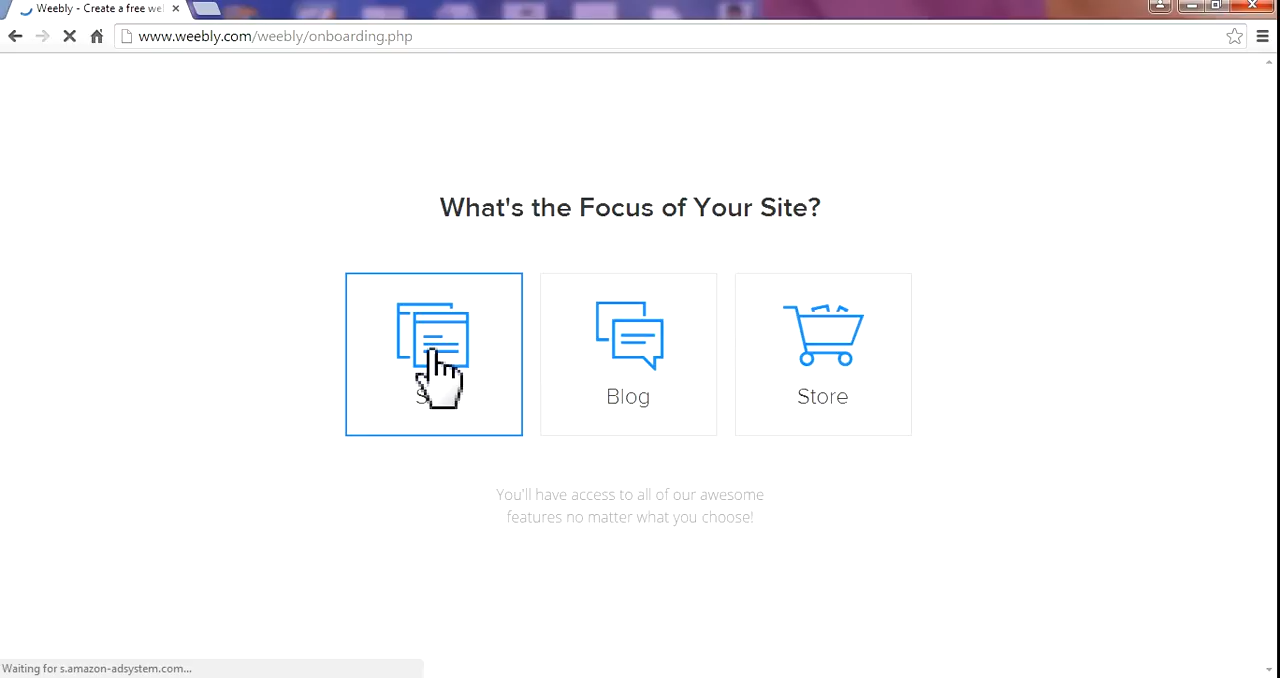 Weebly - Create a free wel
www.weebly.com/weebly/onboarding.php
What's the Focus of Your Site?
Blog
Store
You'll have access to all of our awesome
features no matter what you choose!
Waiting for s.amazon-adsystem.com...